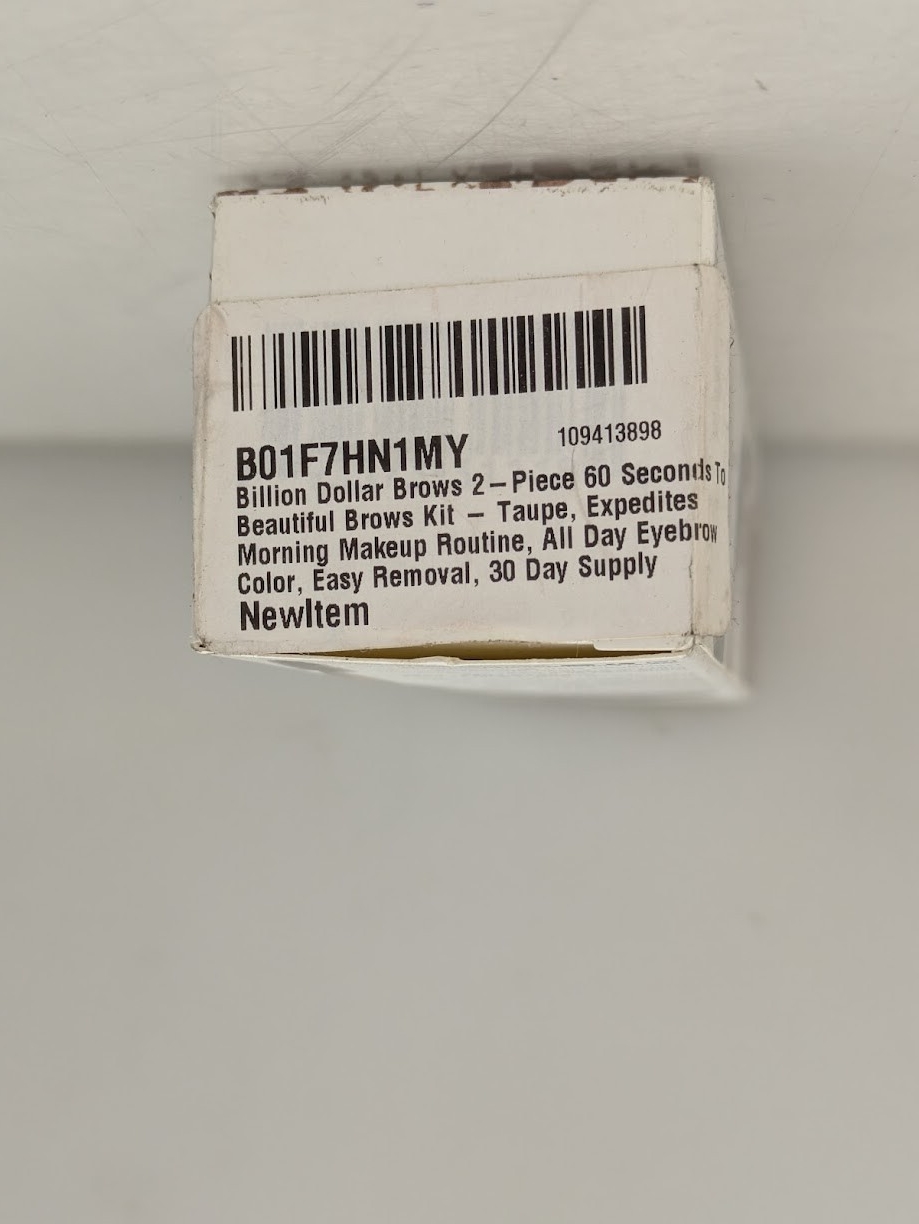 B01F7HN1MY 109413898
Billion Dollar Brows 2-Piece 60 Seconds To
Beautiful Brows Kit - Taupe, Expedites
Morning Makeup Routine, All Day Eyebrow
Color, Easy Removal, 30 Day Supply
NewItem